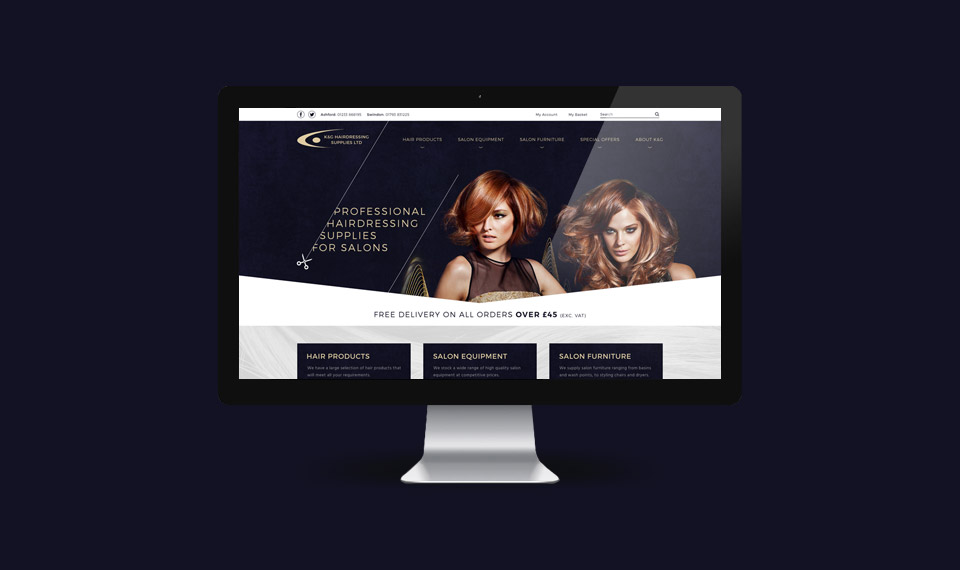 Ashford: 01233 668195 Swindon: 01793 831225 My Account My Basket Search
K&G HAIRDRESSING
SUPPLIES LTD
HAIR PRODUCTS SALON EQUIPMENT SALON FURNITURE SPECIAL OFFERS ABOUT K&G
PROFESSIONAL
HAIRDRESSING
SUPPLIES
FOR SALONS
FREE DELIVERY ON ALL ORDERS OVER £45 (EXC. VAT)
HAIR PRODUCTS
We have a large selection of hair products that
will meet all your requirements.
SALON EQUIPMENT
We stock a wide range of high quality salon
equipment at competitive prices.
SALON FURNITURE
We supply salon furniture ranging from basins
and wash points, to styling chairs and dryers.